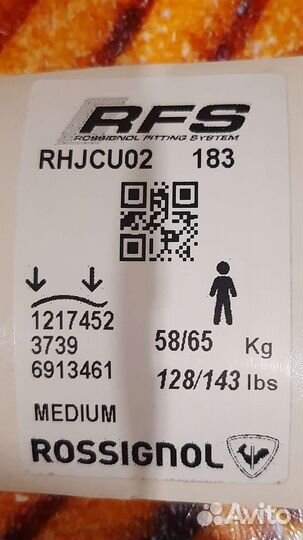 RFS
ROSSIGNOL FITTING SYSTEM
RHJCU02 183
1217452
3739
6913461
58/65 Kg
128/143 lbs
MEDIUM
ROSSIGNOL
Avito